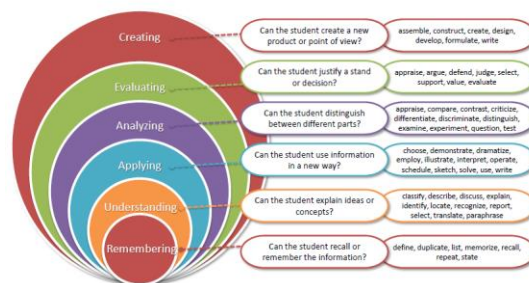 Creating
Can the student create a new
product or point of view?
assemble, construct, create, design,
develop, formulate, write
Evaluating
Can the student justify a stand
or decision?
appraise, argue, defend, judge, select,
support, value, evaluate
Analyzing
Can the student distinguish
between different parts?
appraise, compare, contrast, criticize,
differentiate, discriminate, distinguish,
examine, experiment, question, test
Applying
Can the student use information
in a new way?
choose, demonstrate, dramatize,
employ, illustrate, interpret, operate,
schedule, sketch, solve, use, write
Understanding
Can the student explain ideas or
concepts?
classify, describe, discuss, explain,
identify, locate, recognize, report,
select, translate, paraphrase
Remembering
Can the student recall or
remember the information?
define, duplicate, list, memorize, recall,
repeat, state